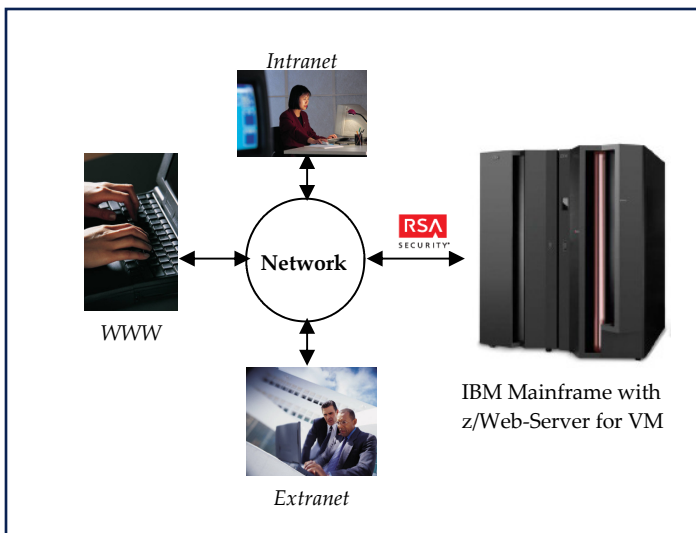 Intranet
RSA
SECURITY®
Network
WWW
IBM Mainframe with
z/Web-Server for VM
Extranet